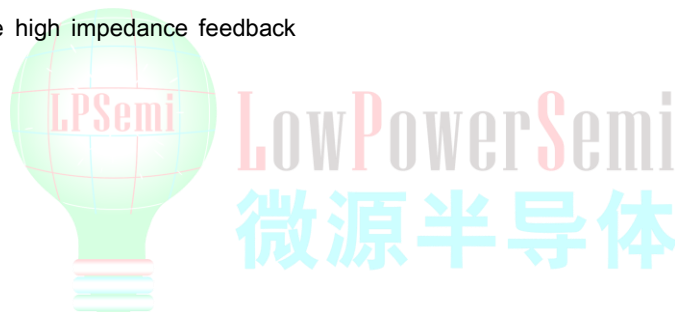 high impedance feedback
LPSemi
LowPowerSemi
微源半导体